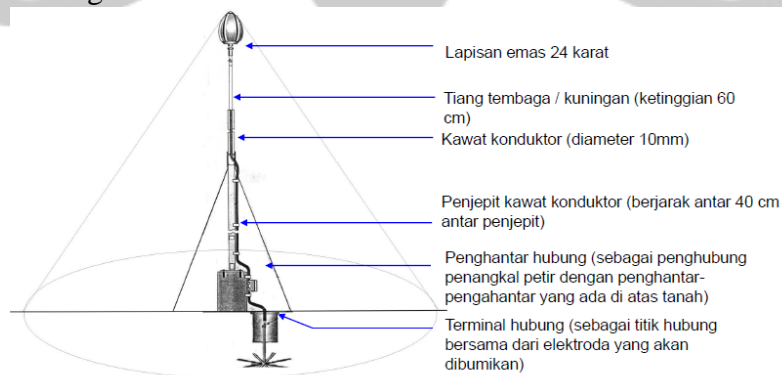 Lapisan emas 24 karat
Tiang tembaga / kuningan (ketinggian 60
cm)
Kawat konduktor (diameter 10mm)
Penjepit kawat konduktor (berjarak antar 40 cm
antar penjepit)
Penghantar hubung (sebagai penghubung
penangkal petir dengan penghantar-
pengahantar yang ada di atas tanah)
Terminal hubung (sebagai titik hubung
bersama dari elektroda yang akan
dibumikan)